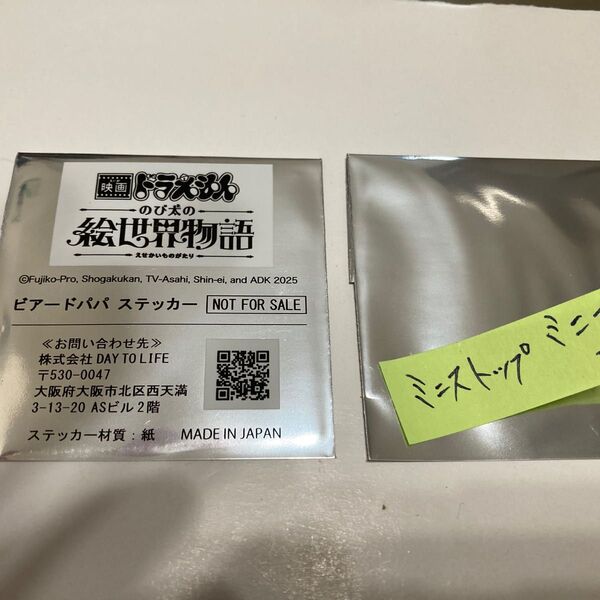 映画 ドラえもん
のび太の
絵世界物語
えせかいものがたり
©Fujiko-Pro, Shogakukan, TV-Asahi, Shin-ei, and ADK 2025
ビアードパパ ステッカー NOT FOR SALE
≪お問い合わせ先≫
株式会社 DAY TO LIFE
〒530-0047
大阪府大阪市北区西天満
3-13-20 ASビル2階
ステッカー材質：紙 MADE IN JAPAN
ミニストップ ミニ